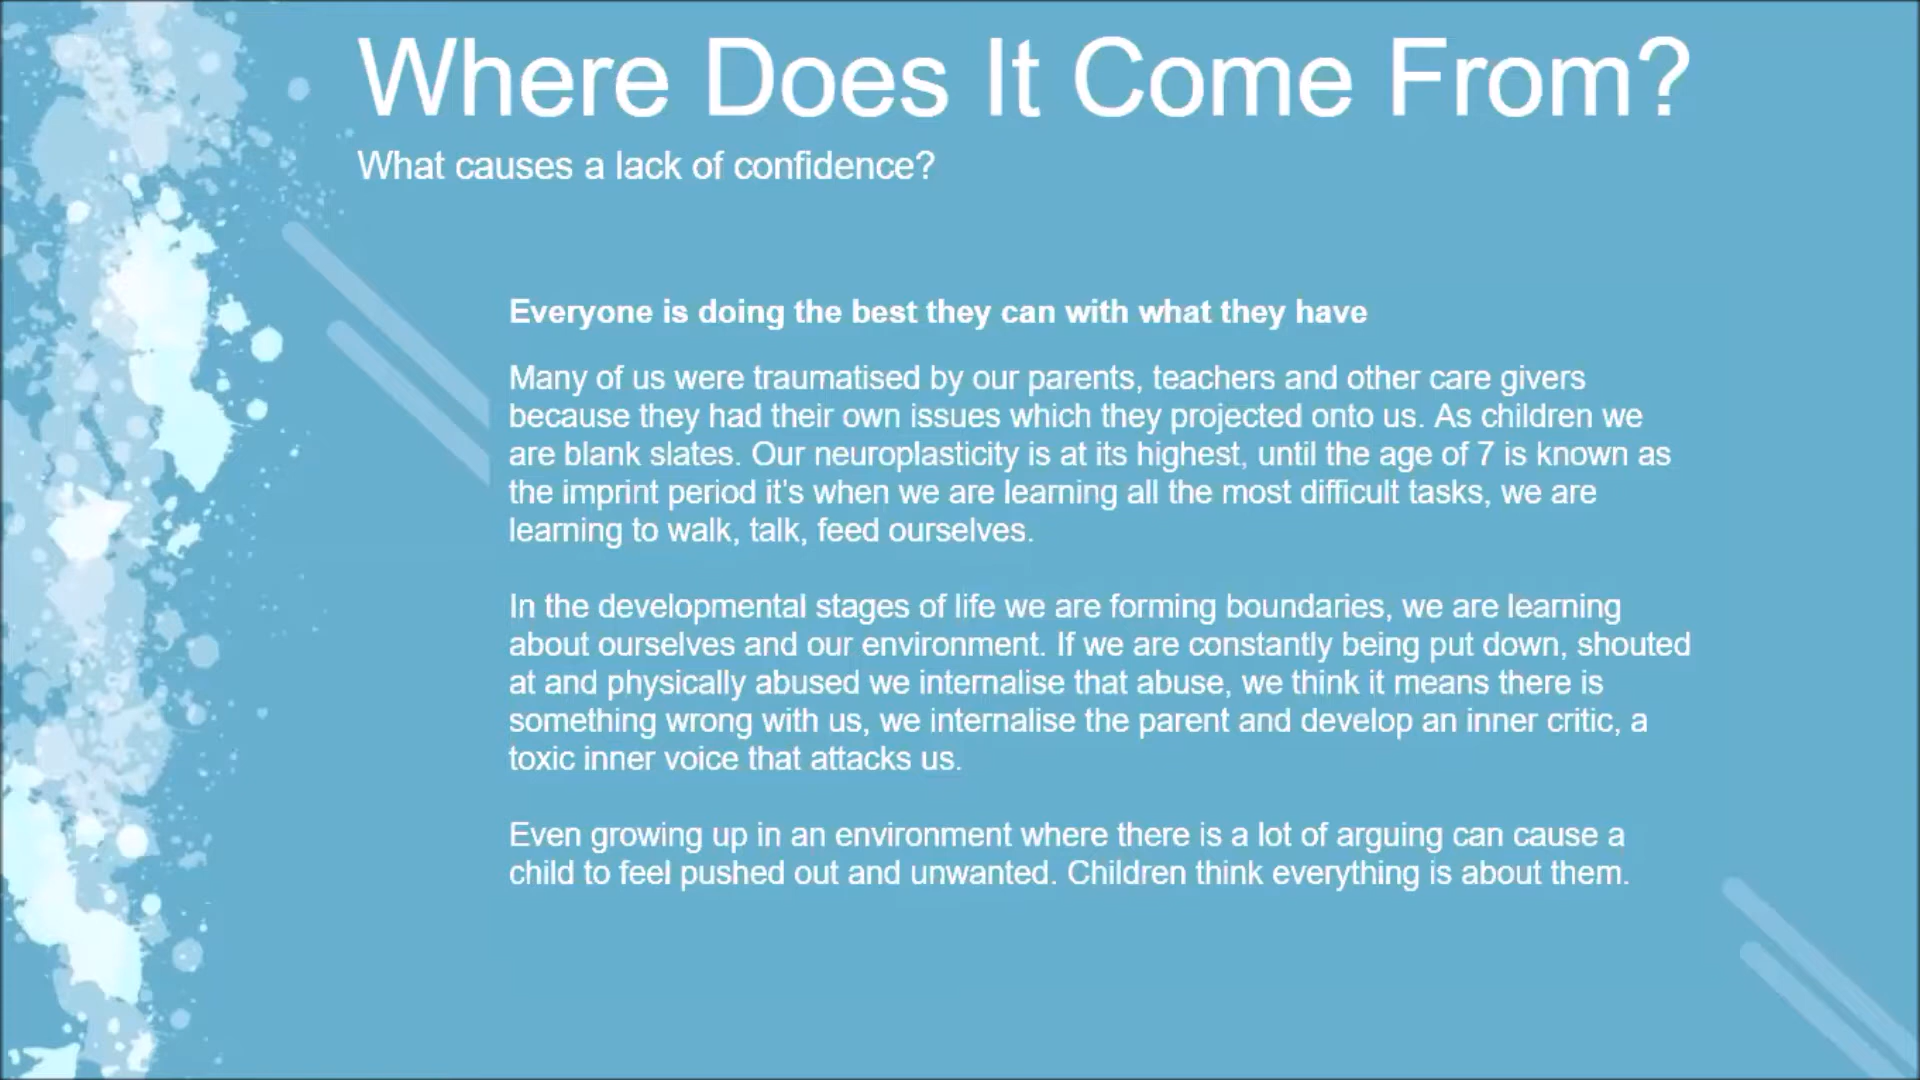 Where Does It Come From?
What causes a lack of confidence?
Everyone is doing the best they can with what they have
Many of us were traumatised by our parents, teachers and other care givers
because they had their own issues which they projected onto us. As children we
are blank slates. Our neuroplasticity is at its highest, until the age of 7 is known as
the imprint period it's when we are learning all the most difficult tasks, we are
learning to walk, talk, feed ourselves.
In the developmental stages of life we are forming boundaries, we are learning
about ourselves and our environment. If we are constantly being put down, shouted
at and physically abused we internalise that abuse, we think it means there is
something wrong with us, we internalise the parent and develop an inner critic, a
toxic inner voice that attacks us.
Even growing up in an environment where there is a lot of arguing can cause a
child to feel pushed out and unwanted. Children think everything is about them.